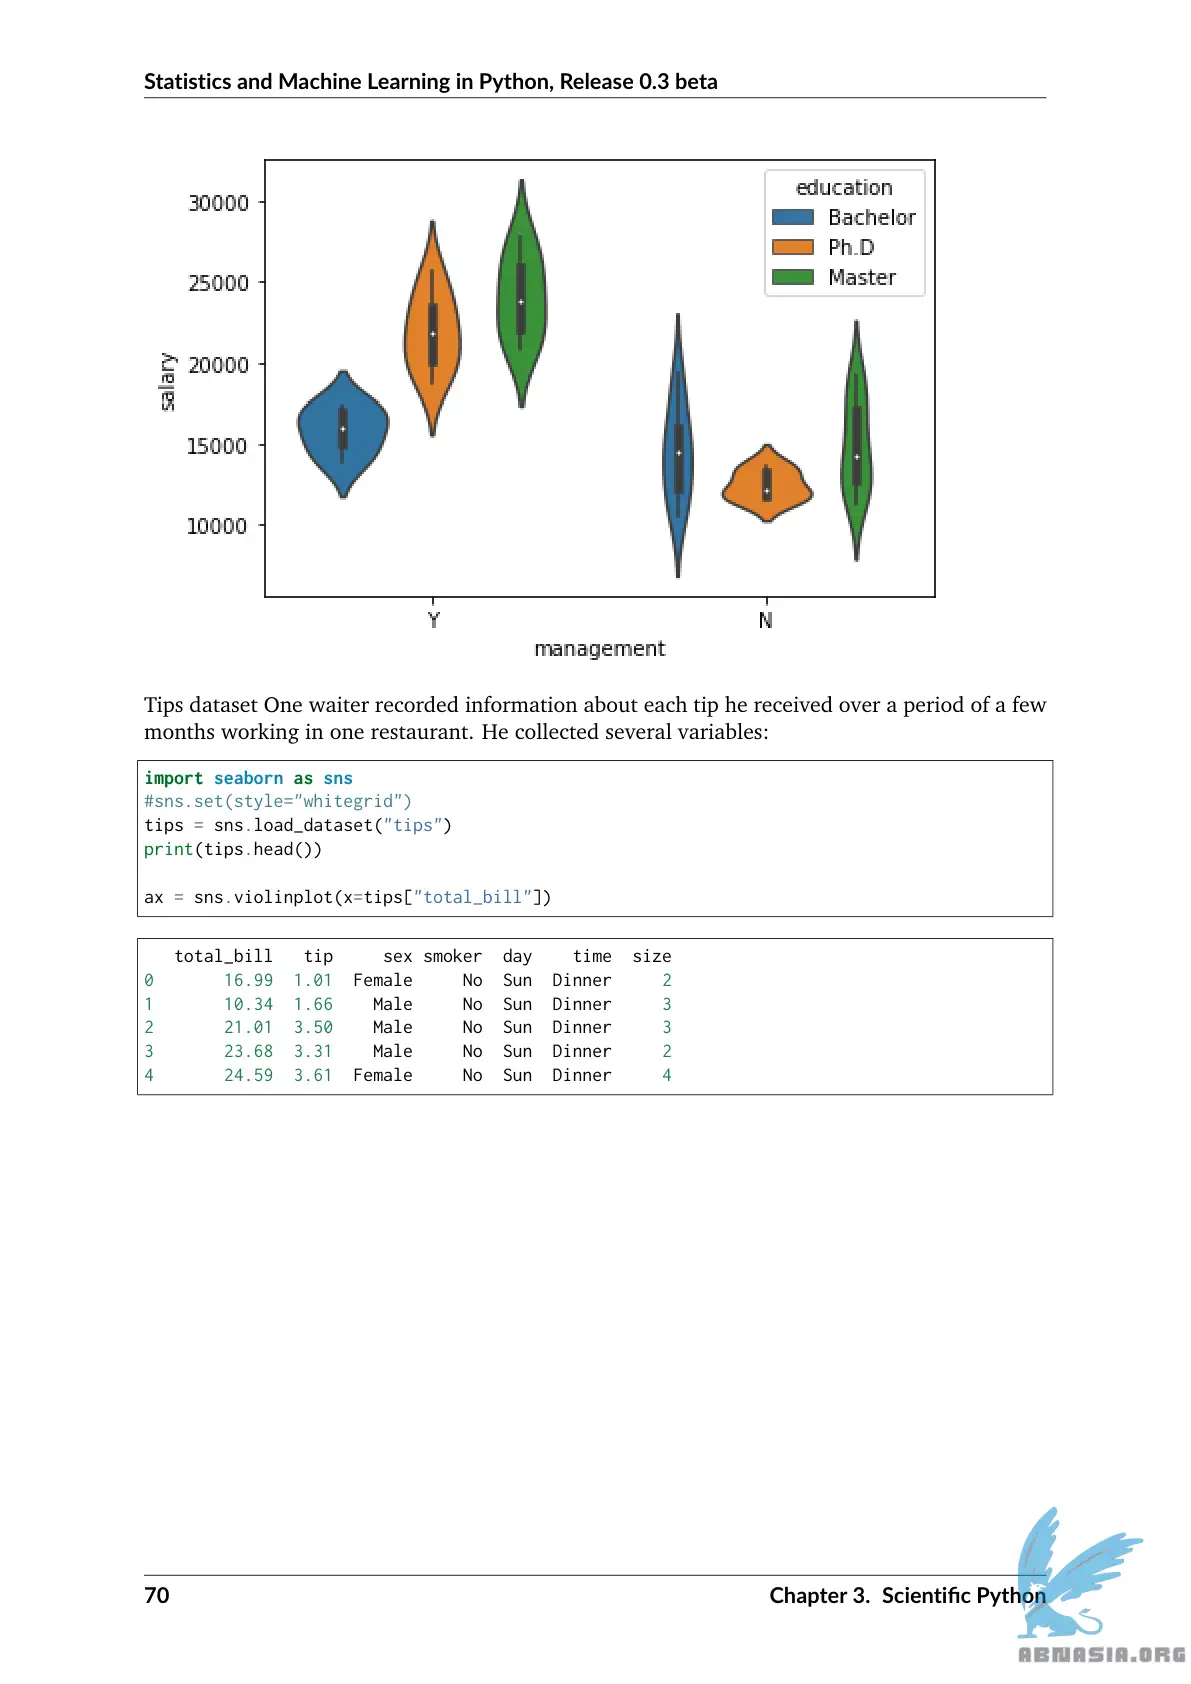 Statistics and Machine Learning in Python, Release 0.3 beta
education
Bachelor
Ph.D
Master
30000
25000
20000
15000
10000
salary
Y
N
management
Tips dataset One waiter recorded information about each tip he received over a period of a few
months working in one restaurant. He collected several variables:
import seaborn as sns
#sns.set(style="whitegrid")
tips = sns.load_dataset("tips")
print(tips.head())
ax = sns.violinplot(x=tips["total_bill"])
total_bill tip sex smoker day time size
0 16.99 1.01 Female No Sun Dinner 2
1 10.34 1.66 Male No Sun Dinner 3
2 21.01 3.50 Male No Sun Dinner 3
3 23.68 3.31 Male No Sun Dinner 2
4 24.59 3.61 Female No Sun Dinner 4
70 Chapter 3. Scientific Python
ABNASIA.ORG